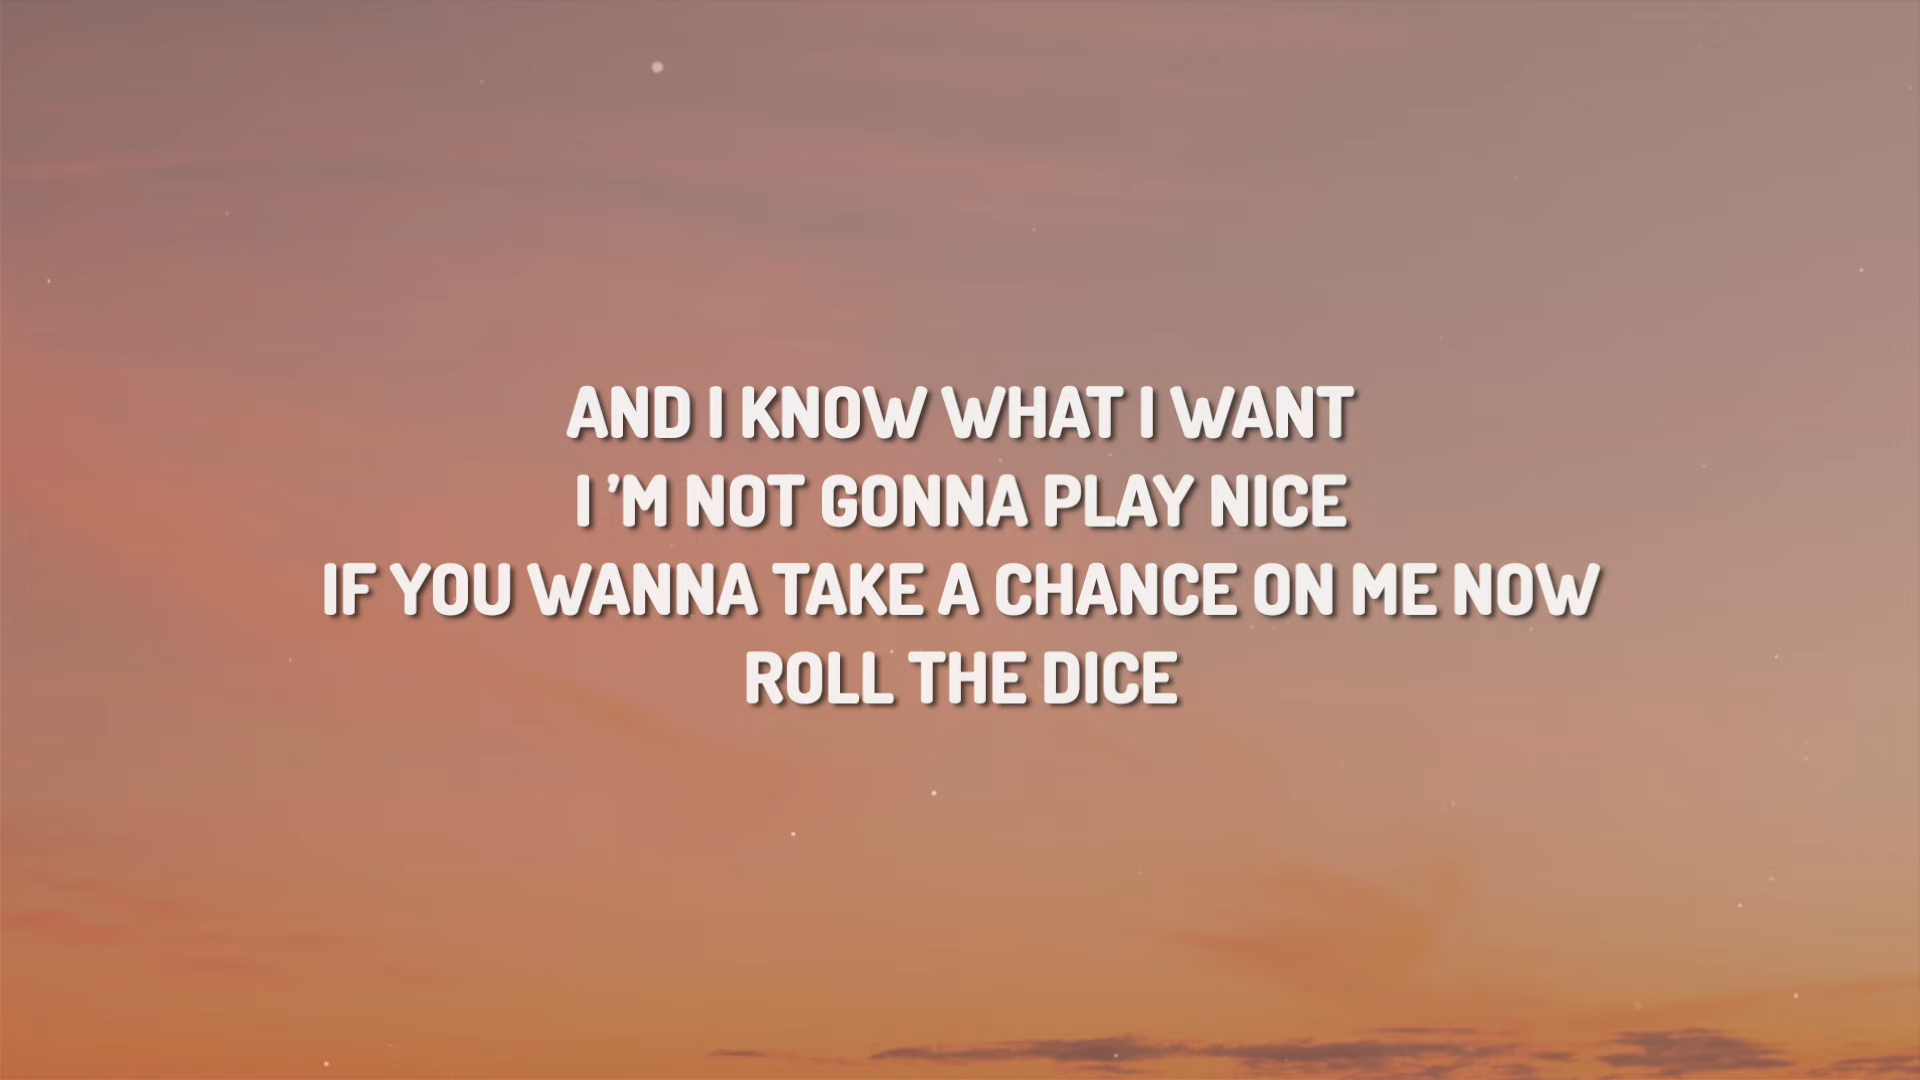 AND I KNOW WHAT I WANT
I 'M NOT GONNA PLAY NICE
IF YOU WANNA TAKE A CHANCE ON ME NOW
ROLL THE DICE